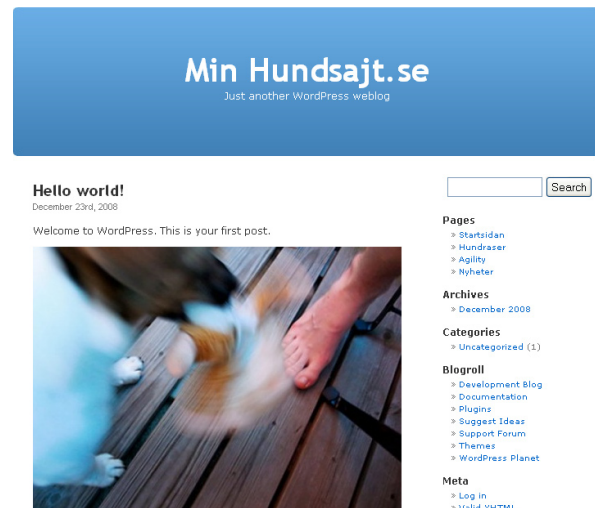 Min Hundsajt.se
Just another WordPress weblog
Hello world!
December 23rd, 2008
Welcome to WordPress. This is your first post.
Search
Pages
» Startsidan
» Hundraser
» Agility
» Nyheter
Archives
» December 2008
Categories
» Uncategorized (1)
Blogroll
» Development Blog
» Documentation
» Plugins
» Suggest Ideas
» Support Forum
» Themes
» WordPress Planet
Meta
» Log in
» Valid XHTML